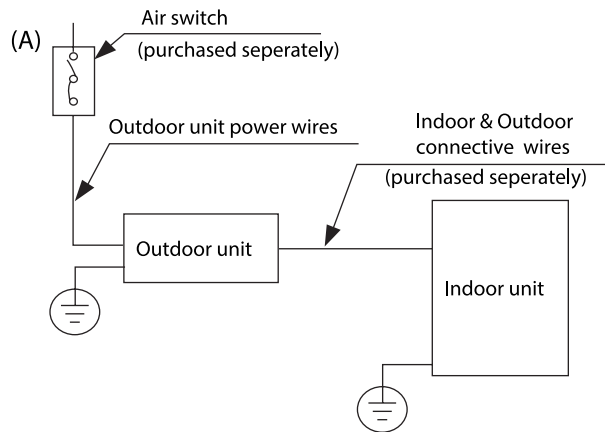 (A)
Air switch
(purchased seperately)
Outdoor unit power wires
Indoor & Outdoor
connective wires
(purchased seperately)
Outdoor unit
Indoor unit